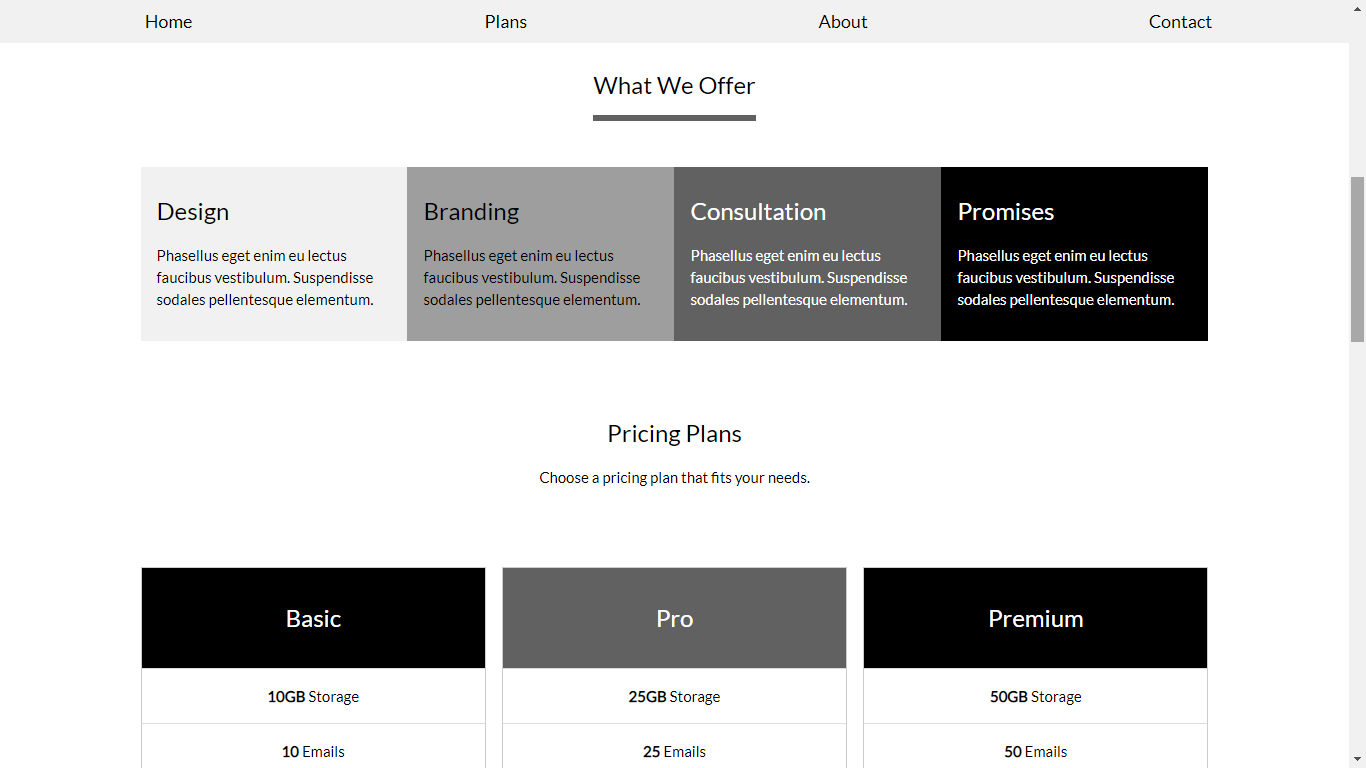 Home
Plans
About
Contact
What We Offer
Design
Phasellus eget enim eu lectus
faucibus vestibulum. Suspendisse
sodales pellentesque elementum.
Branding
Phasellus eget enim eu lectus
faucibus vestibulum. Suspendisse
sodales pellentesque elementum.
Consultation
Phasellus eget enim eu lectus
faucibus vestibulum. Suspendisse
sodales pellentesque elementum.
Promises
Phasellus eget enim eu lectus
faucibus vestibulum. Suspendisse
sodales pellentesque elementum.
Pricing Plans
Choose a pricing plan that fits your needs.
Basic
10GB Storage
10 Emails
Pro
25GB Storage
25 Emails
Premium
50GB Storage
50 Emails